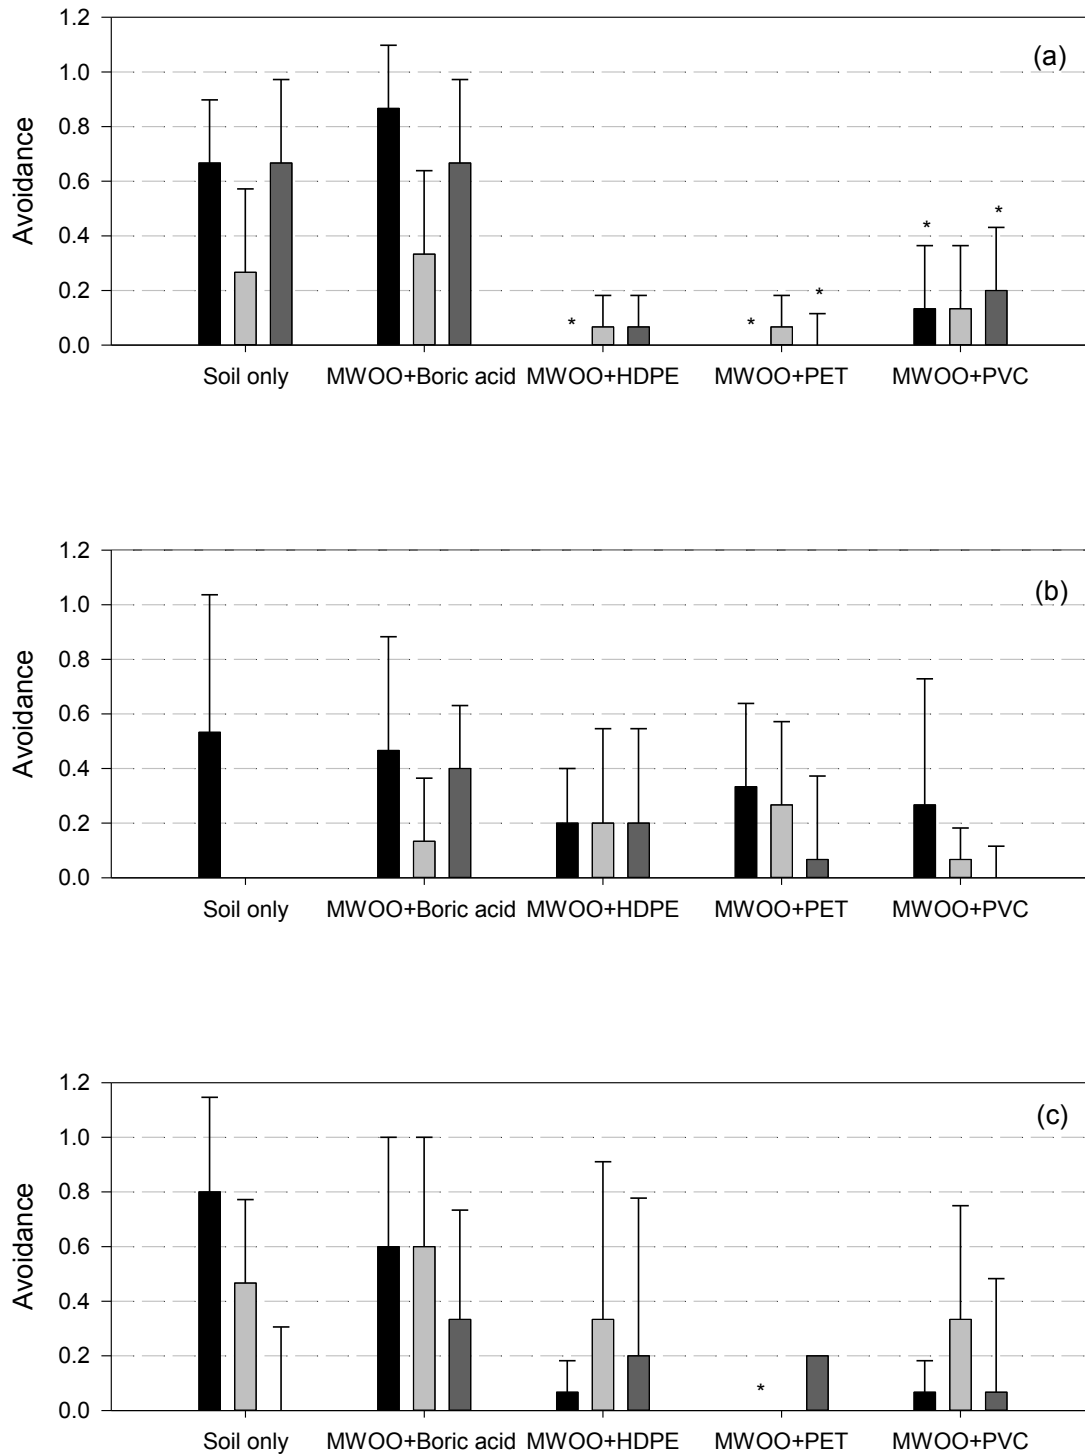 1.2
(a)
1.0
0.8
0.6
0.4
0.2
0.0
Avoidance
* * * * *
Soil only MWOO+Boric acid MWOO+HDPE MWOO+PET MWOO+PVC
1.2
(b)
1.0
0.8
0.6
0.4
0.2
0.0
Avoidance
Soil only MWOO+Boric acid MWOO+HDPE MWOO+PET MWOO+PVC
1.2
(c)
1.0
0.8
0.6
0.4
0.2
0.0
Avoidance
*
Soil only MWOO+Boric acid MWOO+HDPE MWOO+PET MWOO+PVC